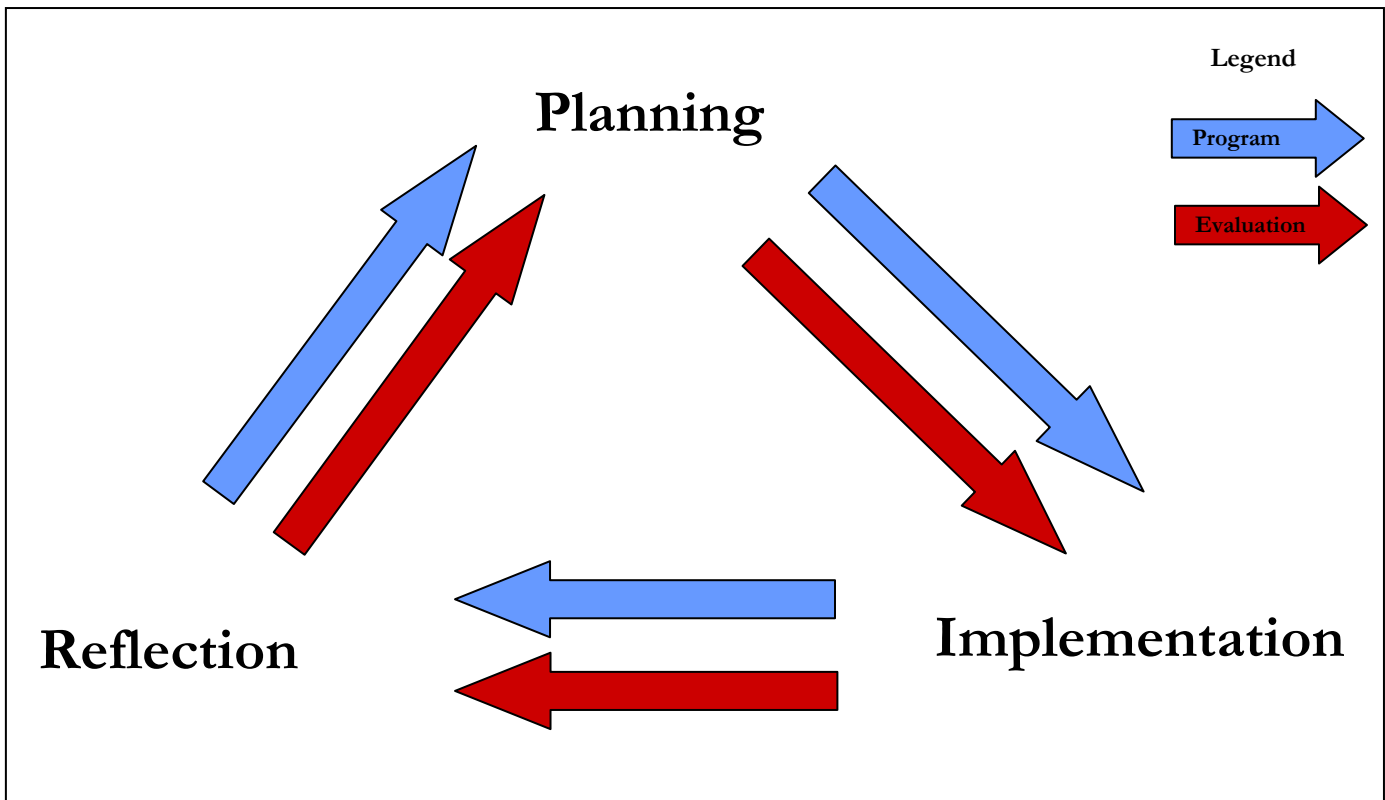 Legend
Planning
Program
Evaluation
Reflection
Implementation